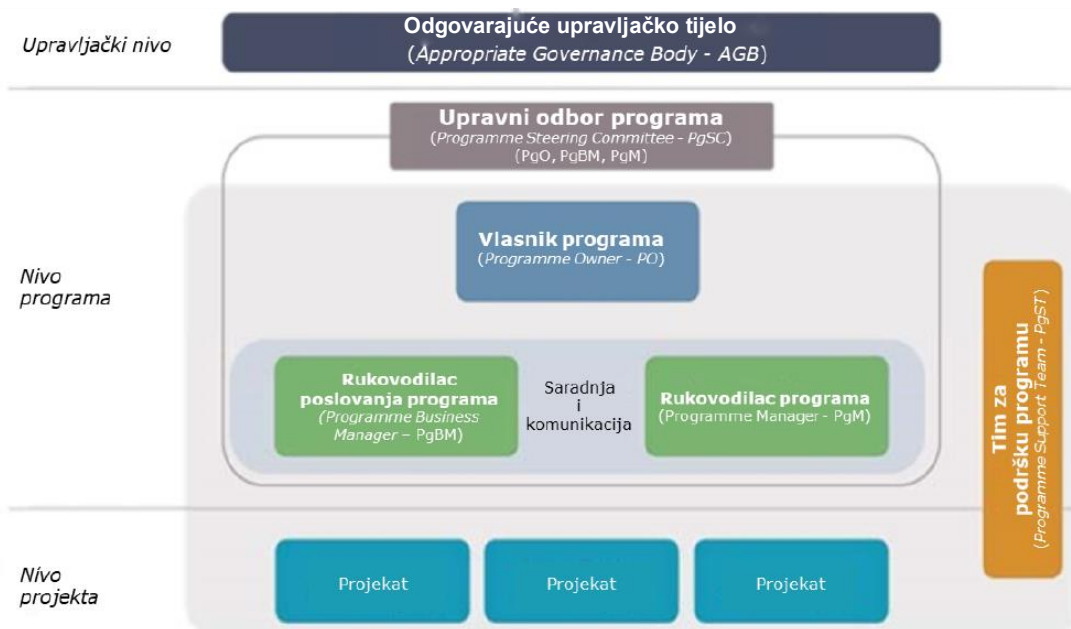 Upravljački nivo
Odgovarajuće upravljačko tijelo
(Appropriate Governance Body - AGB)
Upravni odbor programa
(Programme Steering Committee - PgSC)
(PgO, PgBM, PgM)
Nivo
programa
Vlasnik programa
(Programme Owner - PO)
Rukovodilac
poslovanja programa
(Programme Business
Manager – PgBM)
Saradnja
i
komunikacija
Rukovodilac programa
(Programme Manager - PgM)
Tim za
podršku programu
(Programme Support Team - PgST)
Nivo
projekta
Projekat
Projekat
Projekat